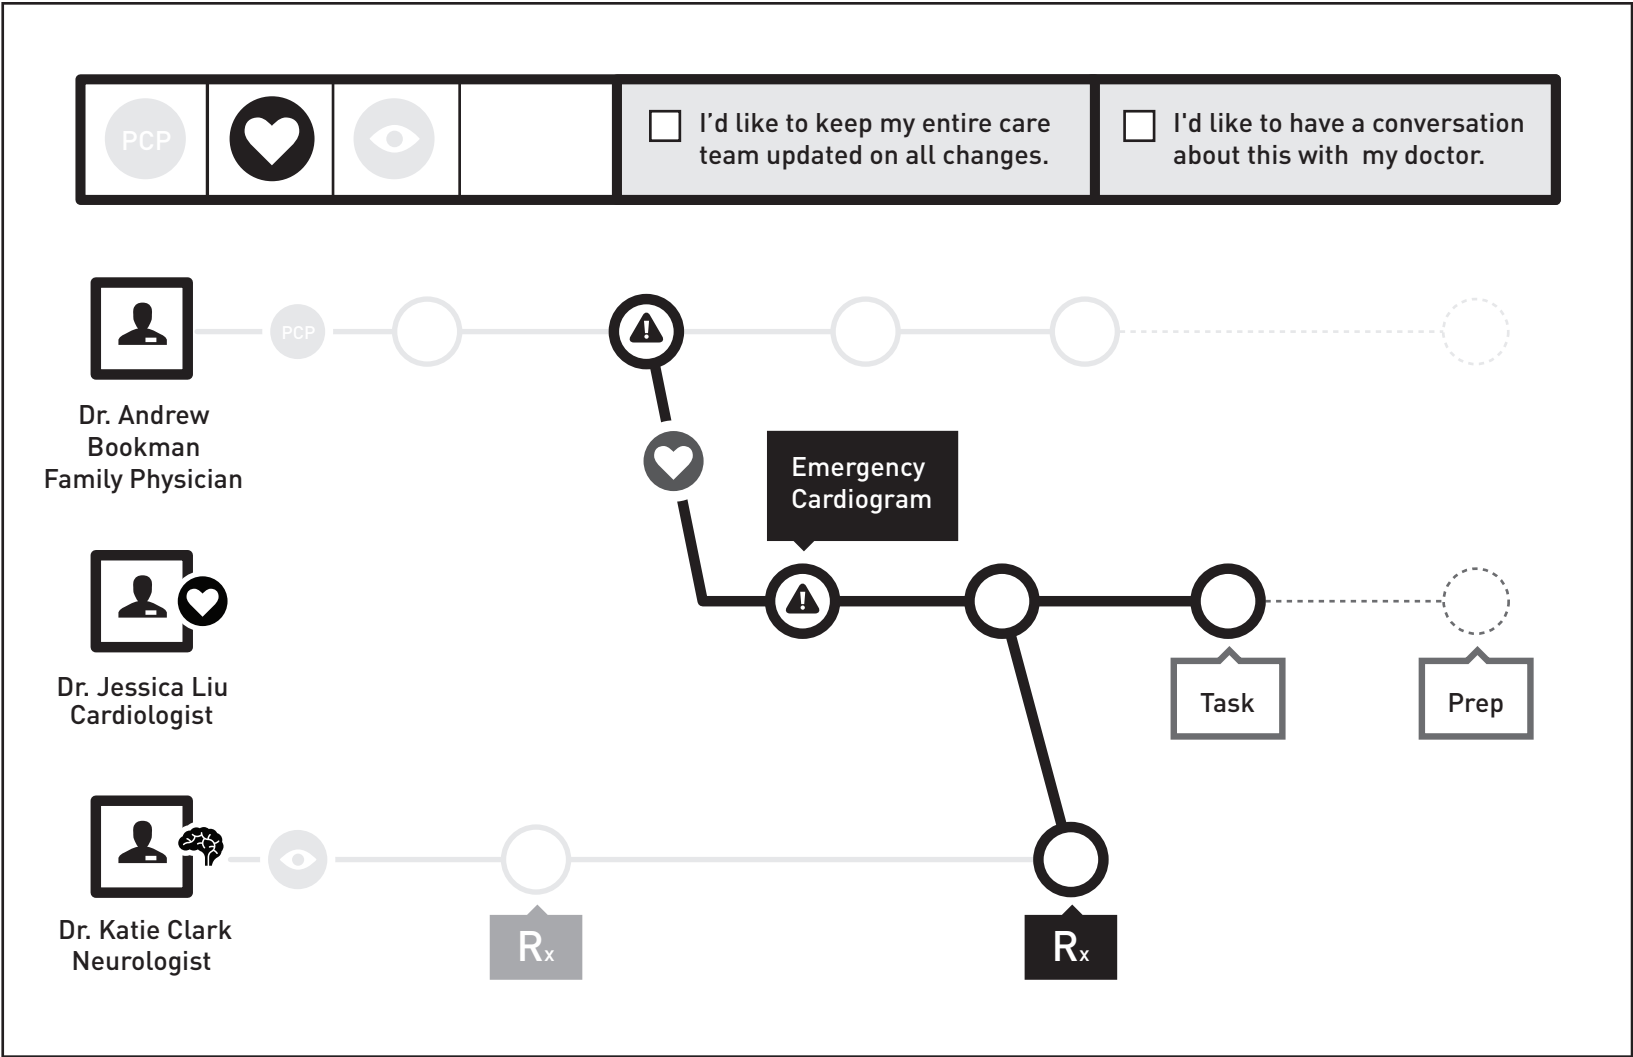 PCP
I’d like to keep my entire care
team updated on all changes.
I'd like to have a conversation
about this with  my doctor.
PCP
Dr. Andrew
Bookman
Family Physician
Emergency
Cardiogram
Dr. Jessica Liu
Cardiologist
Task
Prep
Dr. Katie Clark
Neurologist
Rx
Rx